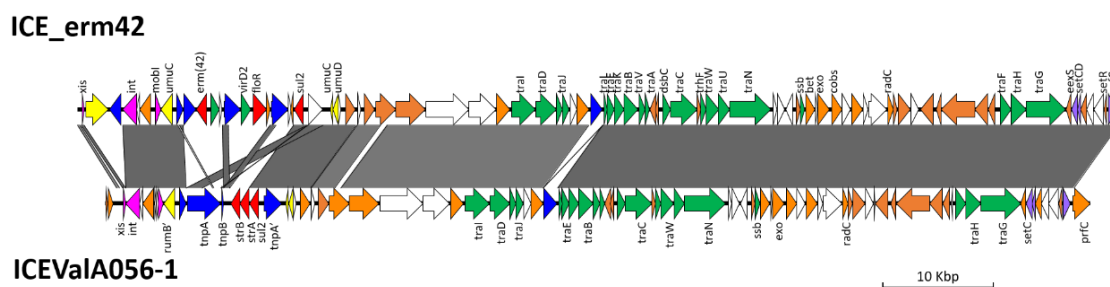 ICE_erm42
xis
int
mobI
umuC
erm(42)
virD2
floR
sul2
umuC
umuD
traI
traD
traJ
traL
traK
traB
traV
traA
dsbC
traC
trhF
traW
traU
traN
ssb
bet
exo
cobs
radC
traF
traH
traG
eexS
setCD
setR
xis
int
rumB'
tnpA
tnpB
strB
strA
sul2
tnpA'
traI
traD
traJ
traE
traB
traC
traW
traN
ssb
exo
radC
traH
traG
setC
prfC
ICEValA056-1
10 Kbp